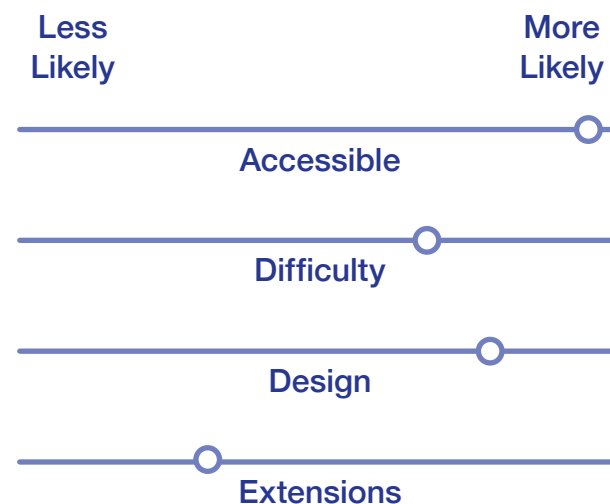 Less
Likely
More
Likely
Accessible
Difficulty
Design
Extensions